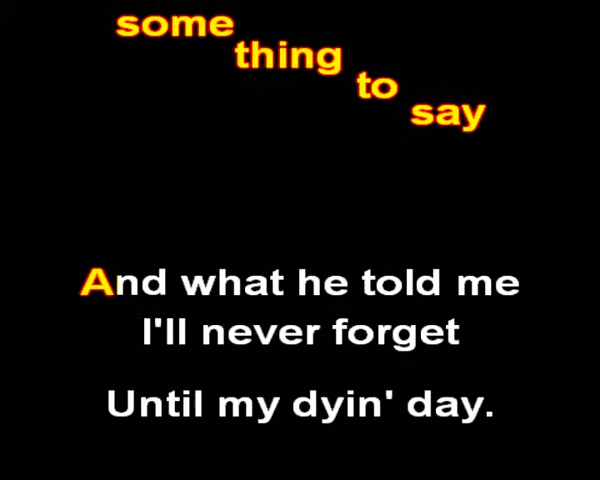 some
thing
to
say
And what he told me
I'll never forget
Until my dyin' day.